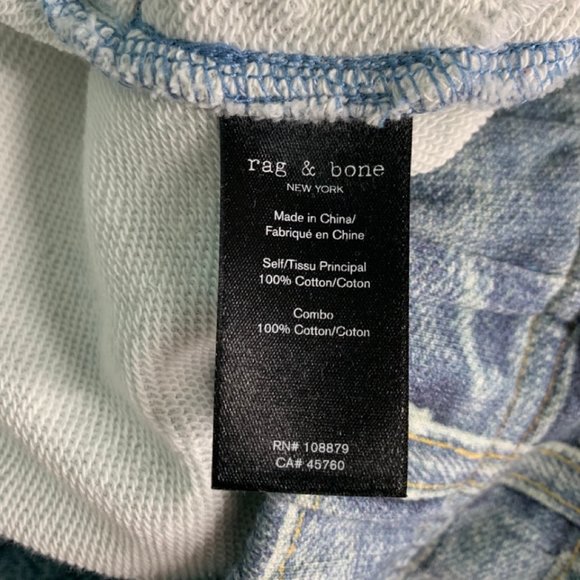 rag & bone
NEW YORK
Made in China/
Fabriqué en Chine
Self/Tissu Principal
100% Cotton/Coton
Combo
100% Cotton/Coton
RN# 108879
CA# 45760